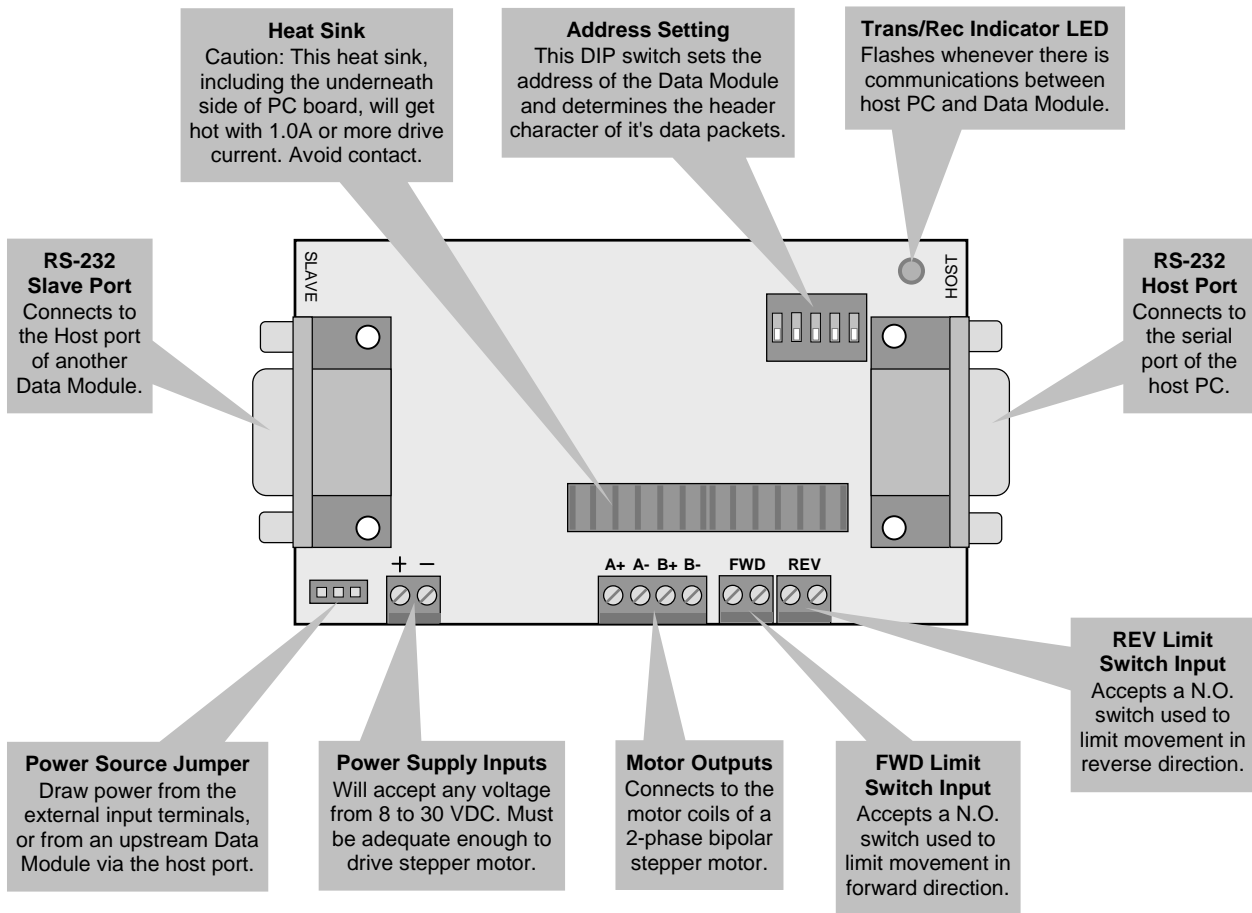 Heat Sink
Caution: This heat sink,
including the underneath
side of PC board, will get
hot with 1.0A or more drive
current. Avoid contact.
Address Setting
This DIP switch sets the
address of the Data Module
and determines the header
character of it's data packets.
Trans/Rec Indicator LED
Flashes whenever there is
communications between
host PC and Data Module.
RS-232
Slave Port
Connects to
the Host port
of another
Data Module.
SLAVE
HOST
RS-232
Host Port
Connects to
the serial
port of the
host PC.
+ −
A+ A- B+ B- FWD REV
Power Source Jumper
Draw power from the
external input terminals,
or from an upstream Data
Module via the host port.
Power Supply Inputs
Will accept any voltage
from 8 to 30 VDC. Must
be adequate enough to
drive stepper motor.
Motor Outputs
Connects to the
motor coils of a
2-phase bipolar
stepper motor.
FWD Limit
Switch Input
Accepts a N.O.
switch used to
limit movement in
forward direction.
REV Limit
Switch Input
Accepts a N.O.
switch used to
limit movement in
reverse direction.